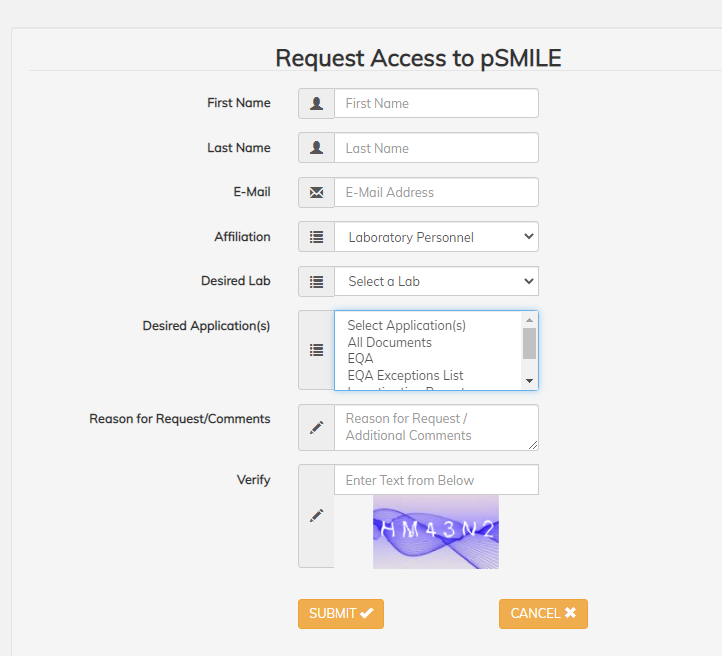 Request Access to pSMILE
First Name
First Name
Last Name
Last Name
E-Mail
E-Mail Address
Affiliation
Laboratory Personnel
Desired Lab
Select a Lab
Desired Application(s)
Select Application(s)
All Documents
EQA
EQA Exceptions List
Reason for Request/Comments
Reason for Request /
Additional Comments
Verify
Enter Text from Below
HM43N2
SUBMIT
CANCEL